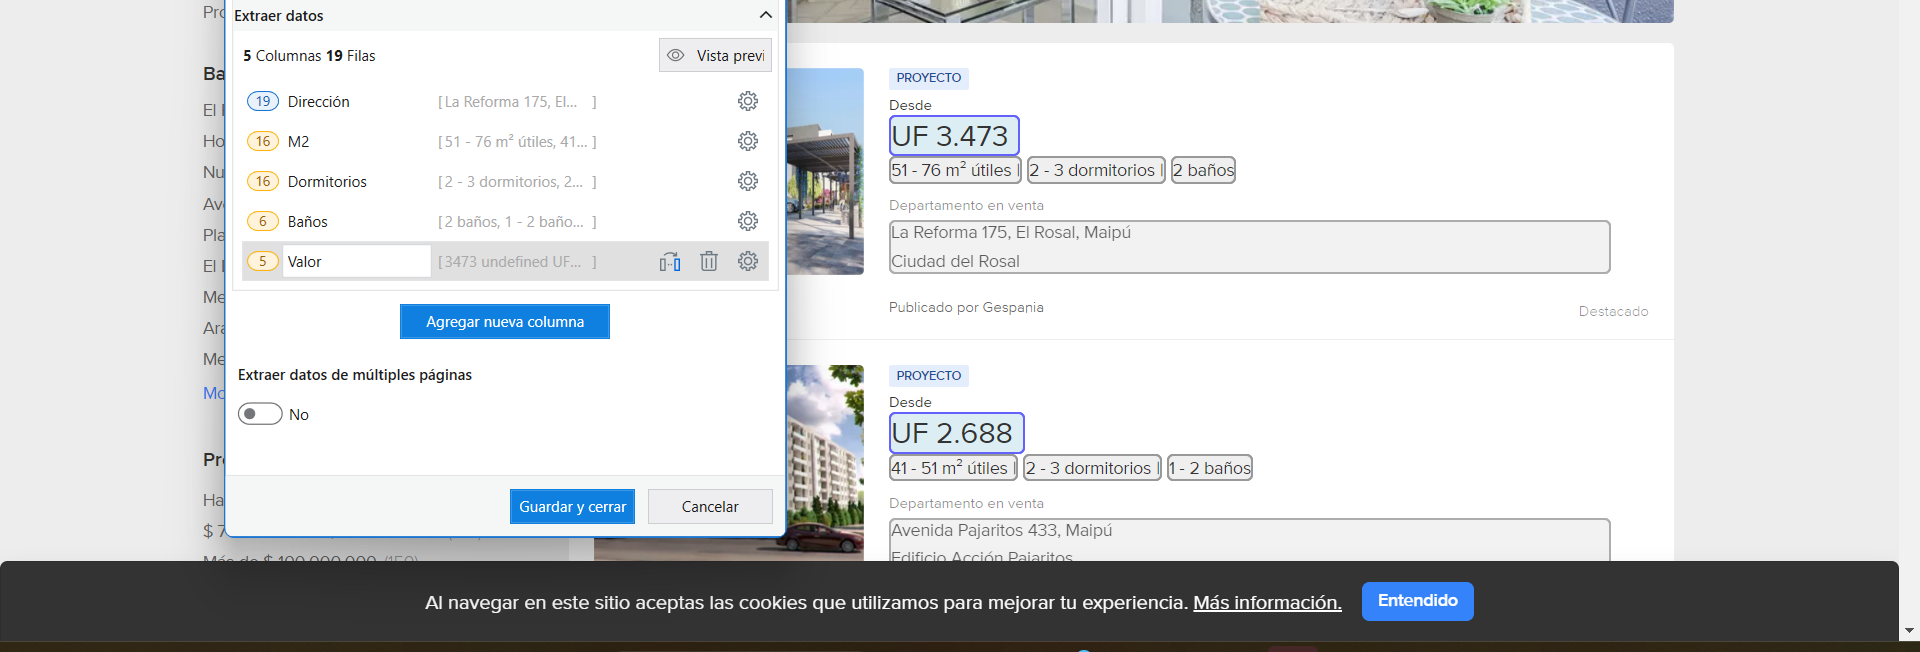 Extraer datos
5 Columnas 19 Filas
Vista previ
19 Dirección [La Reforma 175, El... ]
16 M2 [51 - 76 m² útiles, 41... ]
16 Dormitorios [2 - 3 dormitorios, 2... ]
6 Baños [2 baños, 1 - 2 baño... ]
5 Valor [3473 undefined UF... ]
Agregar nueva columna
Extraer datos de múltiples páginas
No
Guardar y cerrar
Cancelar
Pro
Ba
El
Ho
Nu
Av
Pla
El
Me
Ara
Me
Mo
Pr
Ha
$ 7
PROYECTO
Desde
UF 3.473
51 - 76 m² útiles | 2 - 3 dormitorios | 2 baños
Departamento en venta
La Reforma 175, El Rosal, Maipú
Ciudad del Rosal
Publicado por Gespania
Destacado
PROYECTO
Desde
UF 2.688
41 - 51 m² útiles | 2 - 3 dormitorios | 1 - 2 baños
Departamento en venta
Avenida Pajaritos 433, Maipú
Edificio Acción Pajaritos
Más de $ 100.000.000 (150)
Al navegar en este sitio aceptas las cookies que utilizamos para mejorar tu experiencia. Más información.
Entendido